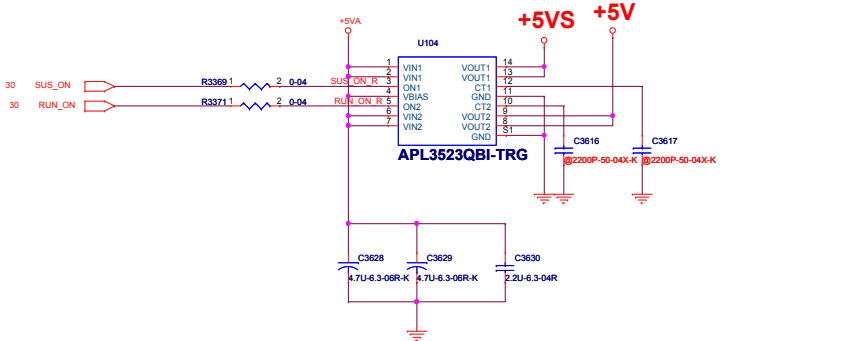 +5VS +5V
+5VA
U104
1 VIN1 VOUT1 14
2 VIN1 VOUT1 13
30 SUS_ON R3369 1 2 0-04 SUS_ON_R 3 ON1 CT1 12
4 VBIAS GND 11
30 RUN_ON R3371 1 2 0-04 RUN_ON_R 5 ON2 CT2 10
6 VIN2 VOUT2 9
7 VIN2 VOUT2 8
GND S1
APL3523QBI-TRG
C3616 C3617
@2200P-50-04X-K @2200P-50-04X-K
C3628 C3629 C3630
4.7U-6.3-06R-K 4.7U-6.3-06R-K 2.2U-6.3-04R